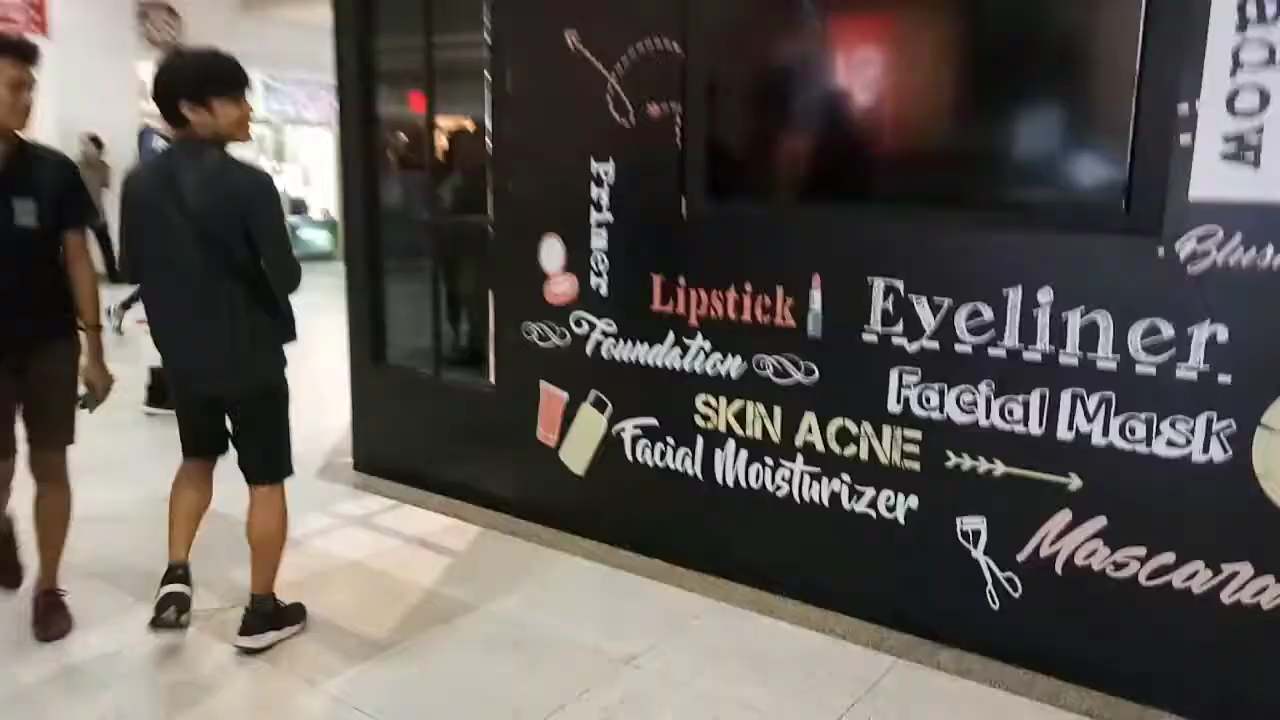 Primer
Lipstick
Eyeliner
Foundation
Facial Mask
SKIN ACNE
Facial Moisturizer
Mascara